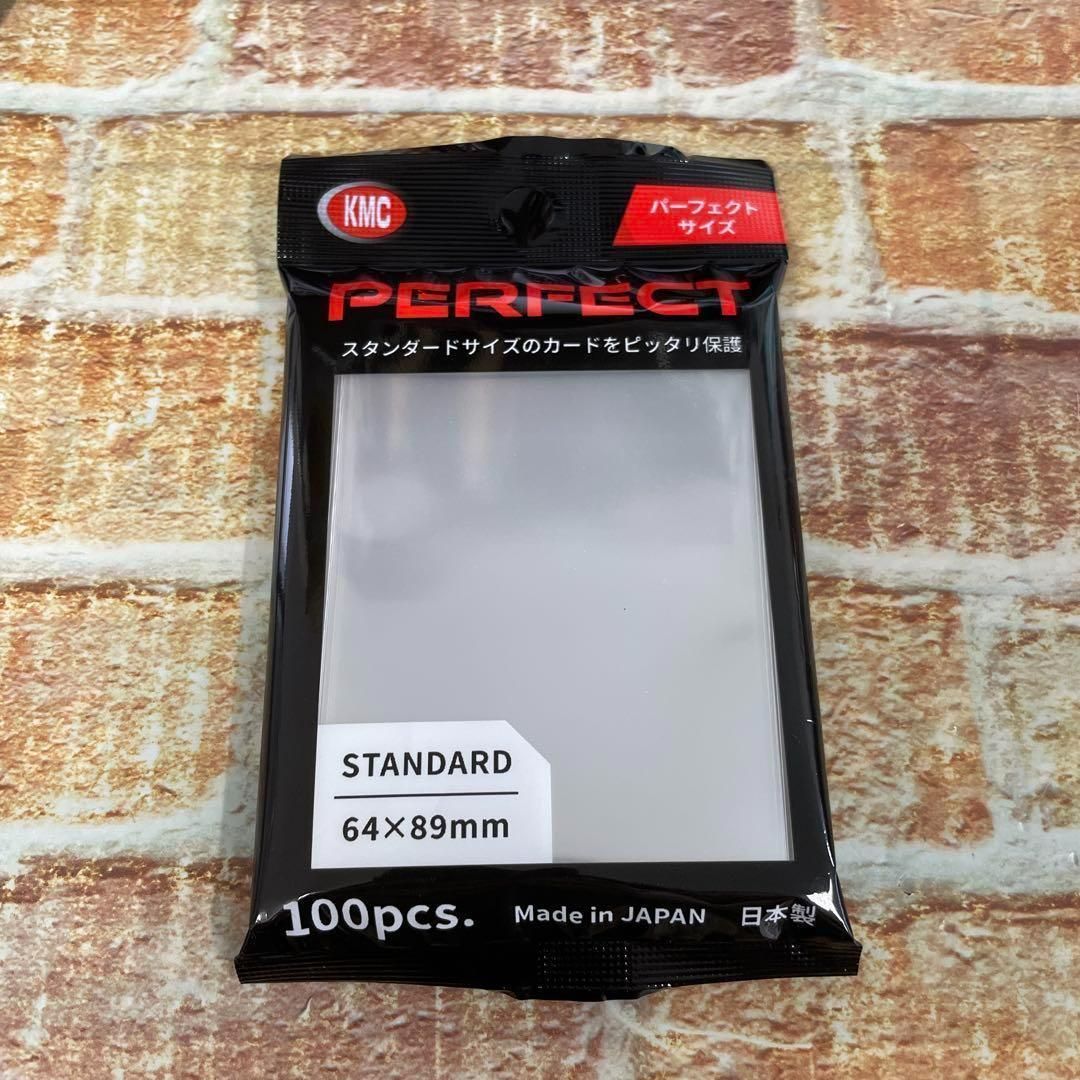 KMC
パーフェクト
サイズ
PERFECT
スタンダードサイズのカードをピッタリ保護
STANDARD
64×89mm
100pcs. Made in JAPAN 日本製